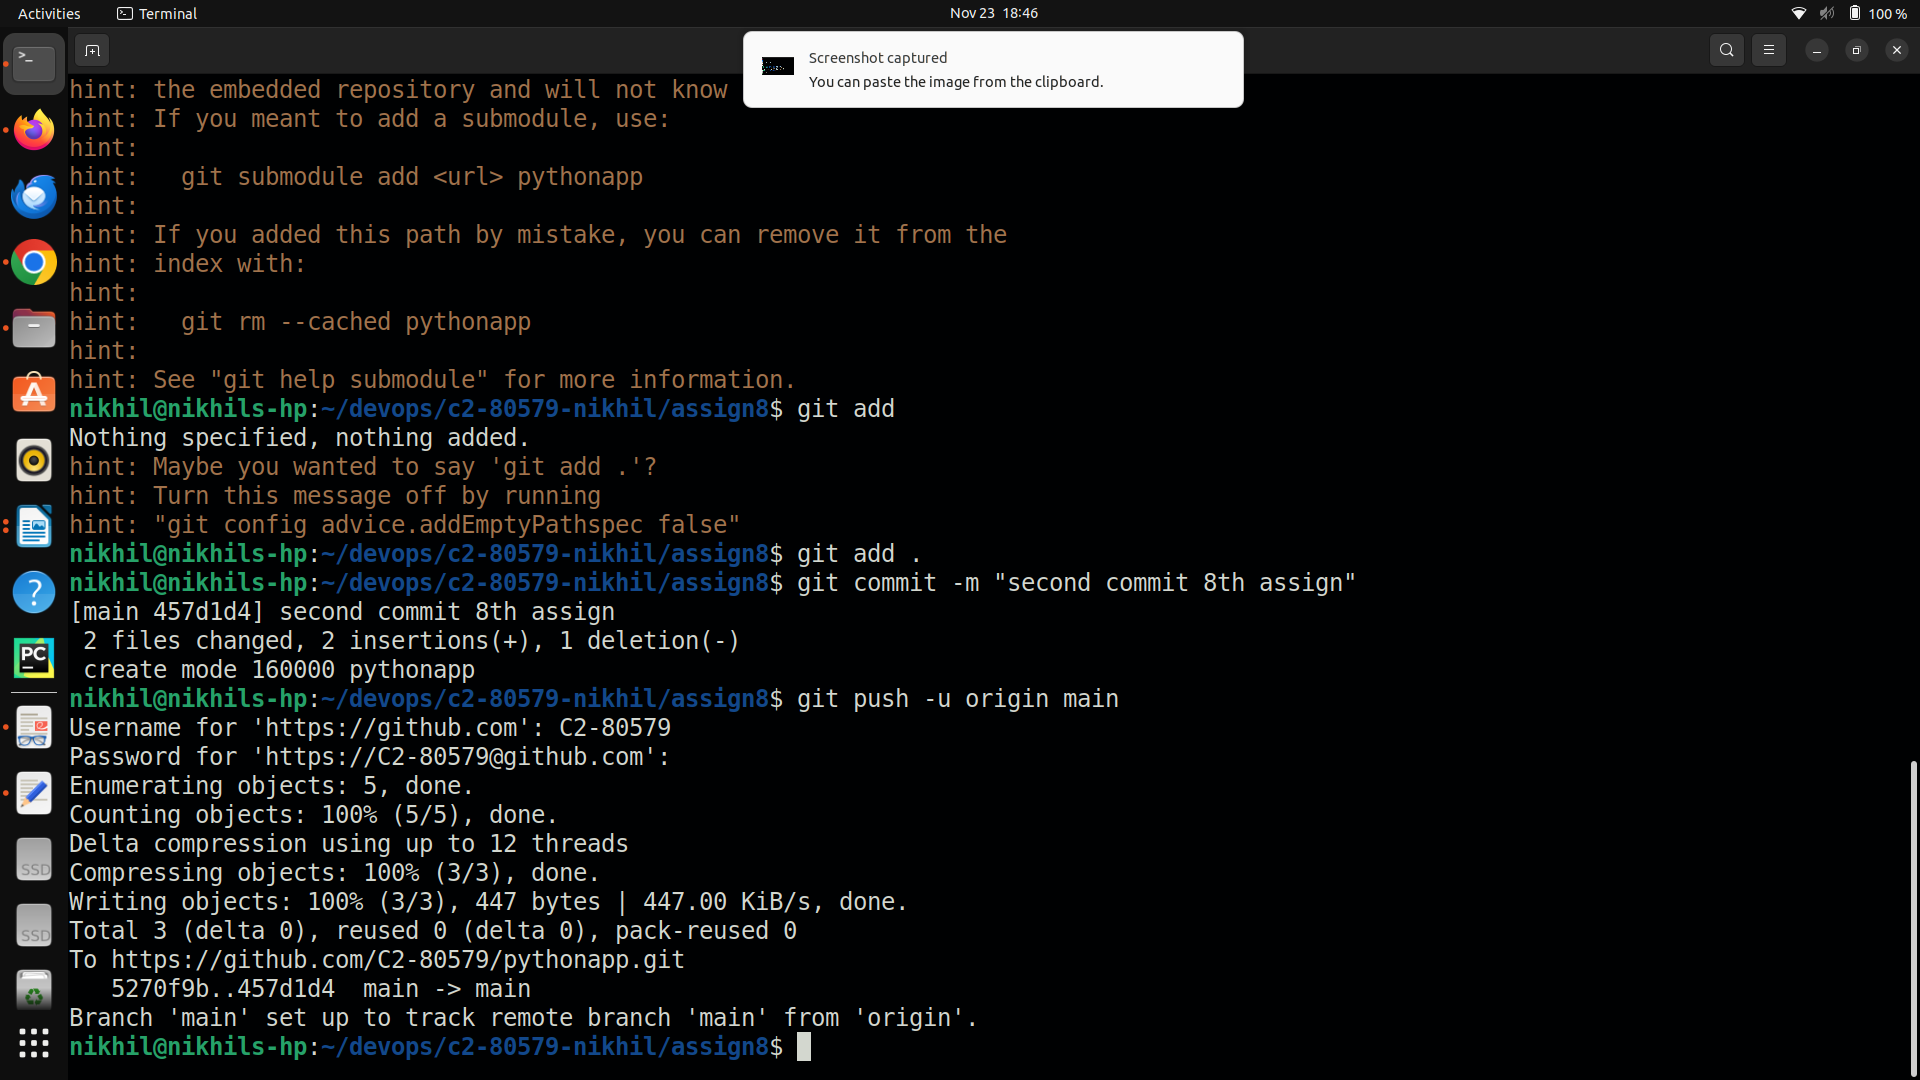 Activities
Terminal
Nov 23 18:46
100 %
Screenshot captured
You can paste the image from the clipboard.
hint: the embedded repository and will not know
hint: If you meant to add a submodule, use:
hint:
hint:   git submodule add <url> pythonapp
hint:
hint: If you added this path by mistake, you can remove it from the
hint: index with:
hint:
hint:   git rm --cached pythonapp
hint:
hint: See "git help submodule" for more information.
nikhil@nikhils-hp:~/devops/c2-80579-nikhil/assign8$ git add
Nothing specified, nothing added.
hint: Maybe you wanted to say 'git add .'?
hint: Turn this message off by running
hint: "git config advice.addEmptyPathspec false"
nikhil@nikhils-hp:~/devops/c2-80579-nikhil/assign8$ git add .
nikhil@nikhils-hp:~/devops/c2-80579-nikhil/assign8$ git commit -m "second commit 8th assign"
[main 457d1d4] second commit 8th assign
 2 files changed, 2 insertions(+), 1 deletion(-)
 create mode 160000 pythonapp
nikhil@nikhils-hp:~/devops/c2-80579-nikhil/assign8$ git push -u origin main
Username for 'https://github.com': C2-80579
Password for 'https://C2-80579@github.com':
Enumerating objects: 5, done.
Counting objects: 100% (5/5), done.
Delta compression using up to 12 threads
Compressing objects: 100% (3/3), done.
Writing objects: 100% (3/3), 447 bytes | 447.00 KiB/s, done.
Total 3 (delta 0), reused 0 (delta 0), pack-reused 0
To https://github.com/C2-80579/pythonapp.git
   5270f9b..457d1d4  main -> main
Branch 'main' set up to track remote branch 'main' from 'origin'.
nikhil@nikhils-hp:~/devops/c2-80579-nikhil/assign8$
PC
SSD
SSD